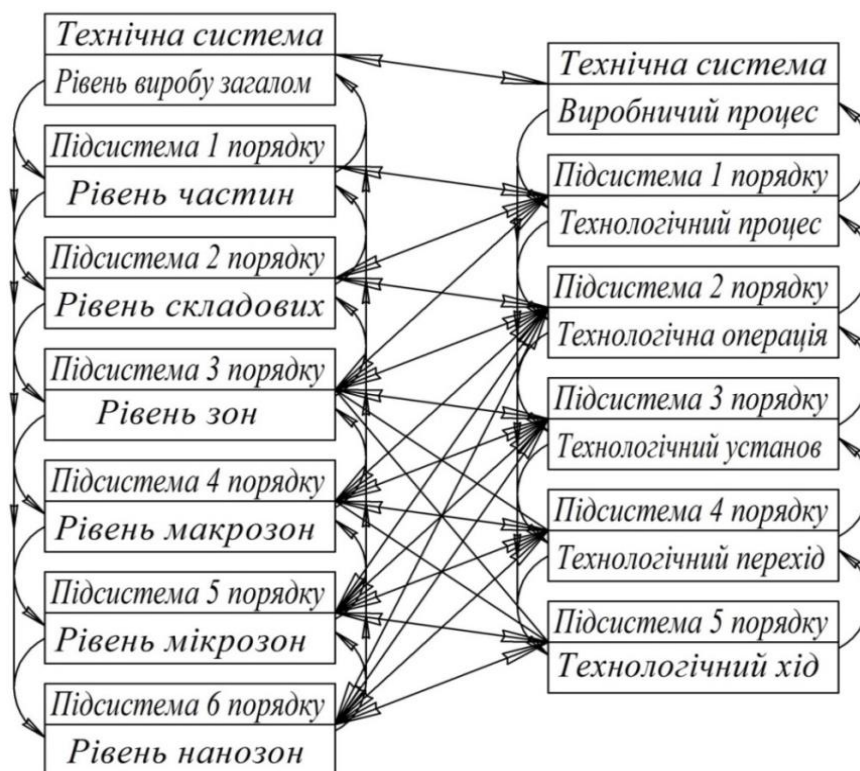 Технічна система
Рівень виробу загалом
Підсистема 1 порядку
Рівень частин
Підсистема 2 порядку
Рівень складових
Підсистема 3 порядку
Рівень зон
Підсистема 4 порядку
Рівень макрозон
Підсистема 5 порядку
Рівень мікрозон
Підсистема 6 порядку
Рівень нанозон
Технічна система
Виробничий процес
Підсистема 1 порядку
Технологічний процес
Підсистема 2 порядку
Технологічна операція
Підсистема 3 порядку
Технологічний установ
Підсистема 4 порядку
Технологічний перехід
Підсистема 5 порядку
Технологічний хід